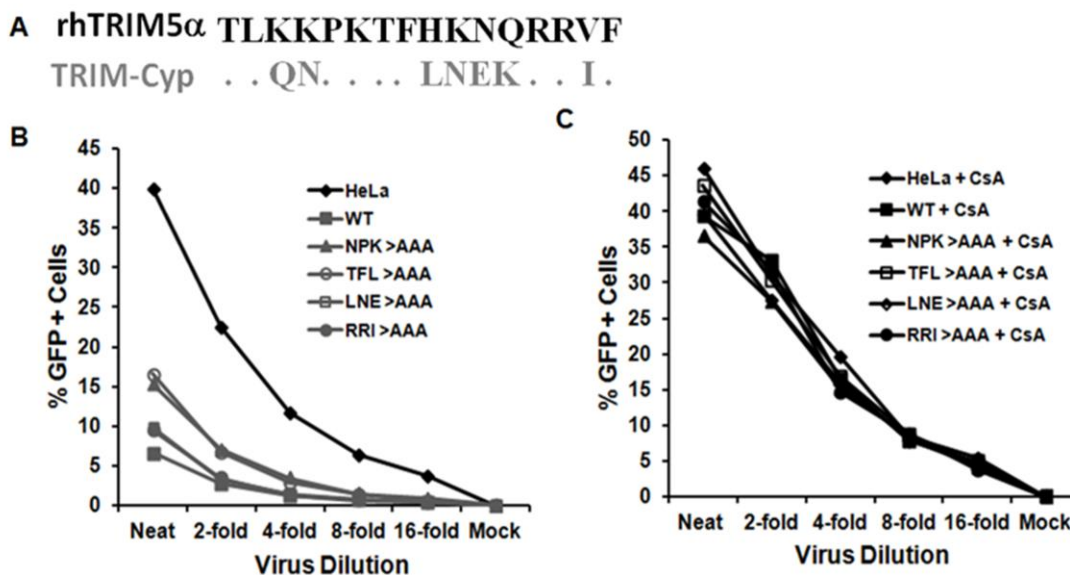 A rhTRIM5α TLKKPKTFHKNQRRVF
TRIM-Cyp . . QN. . . . LNEK. . I .
B
C
% GFP + Cells
45
40
35
30
25
20
15
10
5
0
HeLa
WT
NPK >AAA
TFL >AAA
LNE >AAA
RRI >AAA
Neat 2-fold 4-fold 8-fold 16-fold Mock
Virus Dilution
% GFP + Cells
50
45
40
35
30
25
20
15
10
5
0
HeLa + CsA
WT + CsA
NPK >AAA + CsA
TFL >AAA + CsA
LNE >AAA + CsA
RRI >AAA + CsA
Neat 2-fold 4-fold 8-fold 16-fold Mock
Virus Dilution